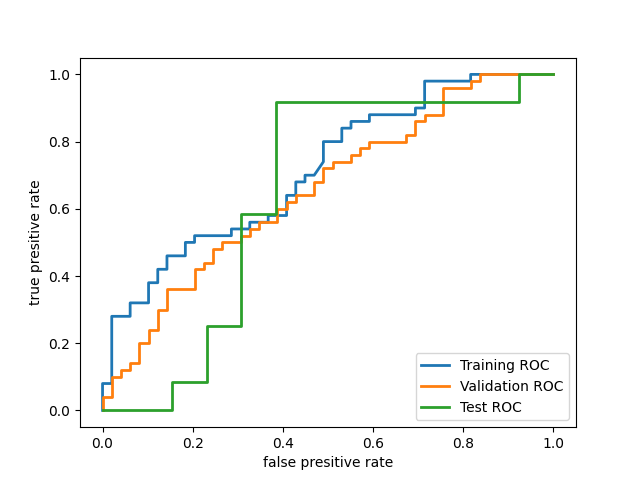 1.0
0.8
0.6
0.4
0.2
0.0
true presitive rate
0.0 0.2 0.4 0.6 0.8 1.0
false presitive rate
Training ROC
Validation ROC
Test ROC